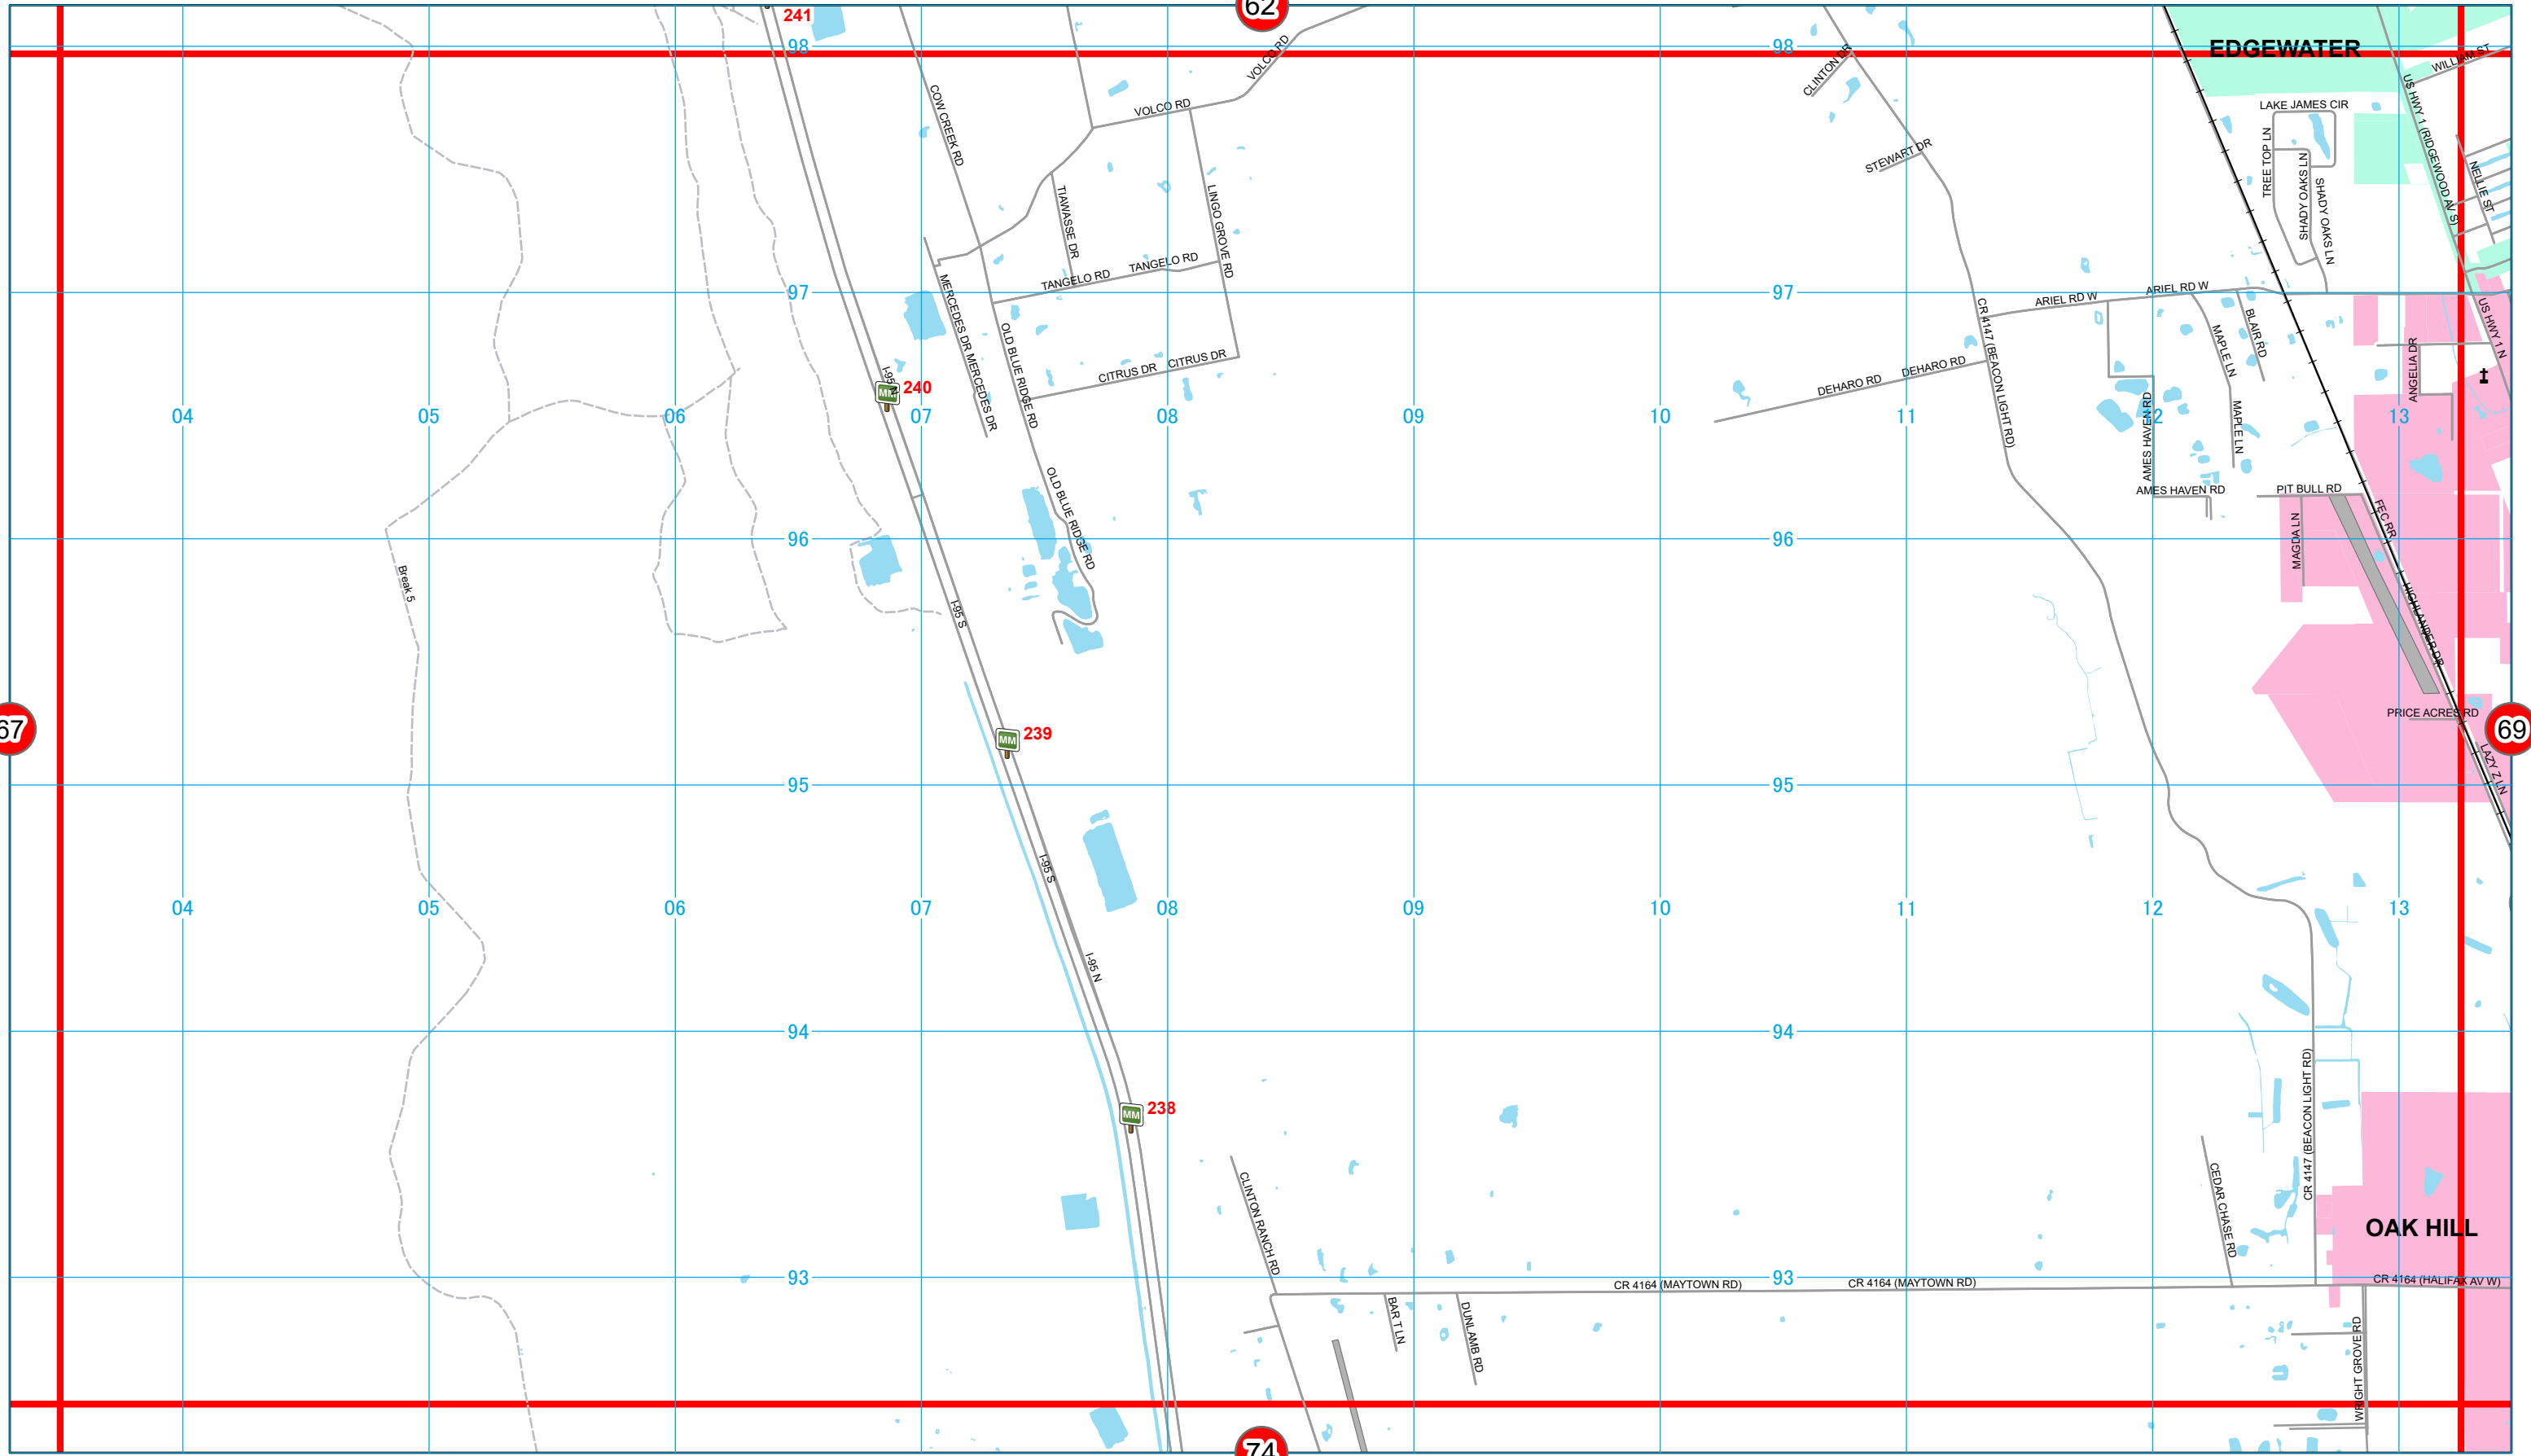 62
241
98
98
EDGEWATER
WILLIAM ST
VOLCO RD
CLINTON DR
US HWY 1 (RIDGEWOOD AV S)
COW CREEK RD
VOLCO RD
LAKE JAMES CIR
STEWART DR
TREE TOP LN
SHADY OAKS LN
SHADY OAKS LN
NELLIE ST
TIAWASSE DR
LINGO GROVE RD
TANGELO RD
TANGELO RD
97
97
ARIEL RD W
ARIEL RD W
MERCEDES DR
MERCEDES DR
OLD BLUE RIDGE RD
CR 4147 (BEACON LIGHT RD)
MAPLE LN
BLAIR RD
US HWY 1 N
ANGELIA DR
CITRUS DR
CITRUS DR
DEHARO RD
DEHARO RD
I-95 N
MM
240
04
05
06
07
08
09
10
11
12
13
AMES HAVEN RD
MAPLE LN
OLD BLUE RIDGE RD
AMES HAVEN RD
PIT BULL RD
FEC RR
MAGDA LN
96
96
Break 5
I-95 S
HIGHLANDER DR
67
MM
239
PRICE ACRES RD
69
LAZY Z LN
95
95
I-95 S
04
05
06
07
08
09
10
11
12
13
I-95 N
94
94
CR 4147 (BEACON LIGHT RD)
MM
238
CLINTON RANCH RD
CEDAR CHASE RD
OAK HILL
93
93
CR 4164 (MAYTOWN RD)
CR 4164 (MAYTOWN RD)
CR 4164 (HALIFAX AV W)
BAR T LN
DUNLAMB RD
WRIGHT GROVE RD
74